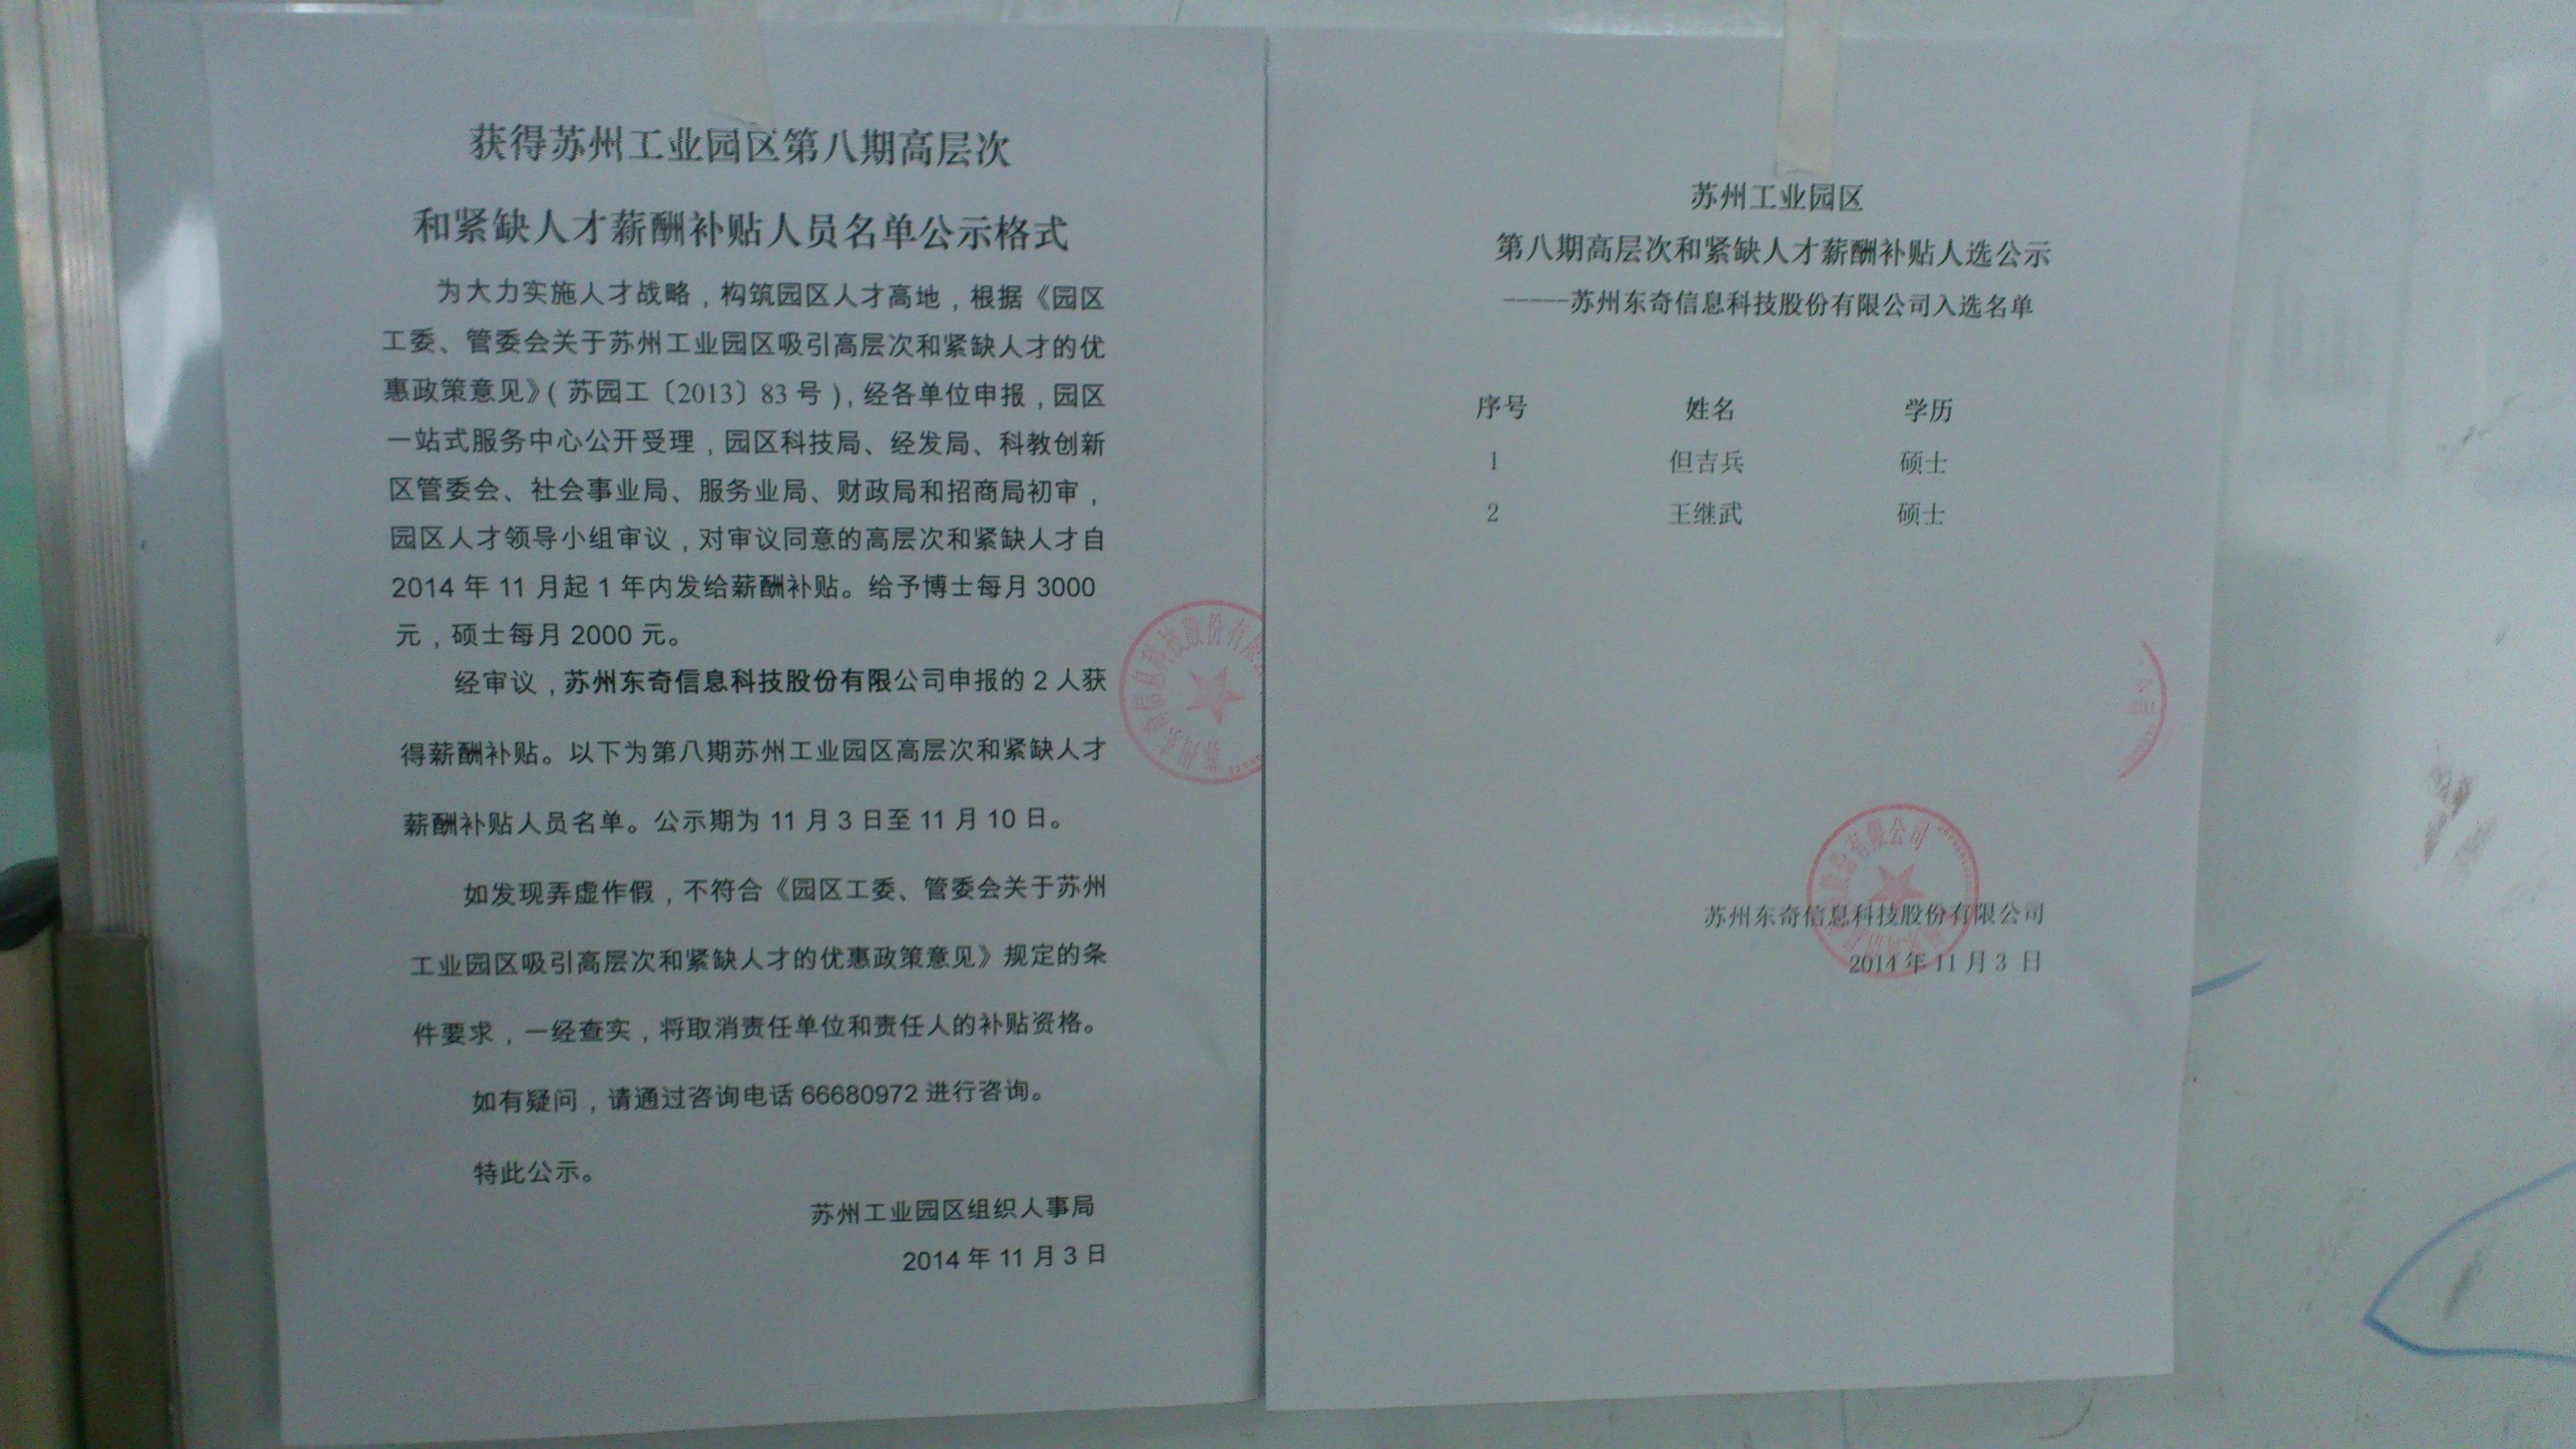 获得苏州工业园区第八期高层次
和紧缺人才薪酬补贴人员名单公示格式
为大力实施人才战略，构筑园区人才高地，根据《园区
工委、管委会关于苏州工业园区吸引高层次和紧缺人才的优
惠政策意见》（苏园工〔2013〕83 号），经各单位申报，园区
一站式服务中心公开受理，园区科技局、经发局、科教创新
区管委会、社会事业局、服务业局、财政局和招商局初审，
园区人才领导小组审议，对审议同意的高层次和紧缺人才自
2014 年 11 月起 1 年内发给薪酬补贴。给予博士每月 3000
元，硕士每月 2000 元。
经审议，苏州东奇信息科技股份有限公司申报的 2 人获
得薪酬补贴。以下为第八期苏州工业园区高层次和紧缺人才
薪酬补贴人员名单。公示期为 11 月 3 日至 11 月 10 日。
如发现弄虚作假，不符合《园区工委、管委会关于苏州
工业园区吸引高层次和紧缺人才的优惠政策意见》规定的条
件要求，一经查实，将取消责任单位和责任人的补贴资格。
如有疑问，请通过咨询电话 66680972 进行咨询。
特此公示。
苏州工业园区组织人事局
2014 年 11 月 3 日
苏州东奇信息科技股份有限
苏州工业园区
第八期高层次和紧缺人才薪酬补贴人选公示
-----苏州东奇信息科技股份有限公司入选名单
序号 姓名 学历
1 但吉兵 硕士
2 王继武 硕士
苏州东奇信息科技股份有限公司
2014 年 11 月 3 日